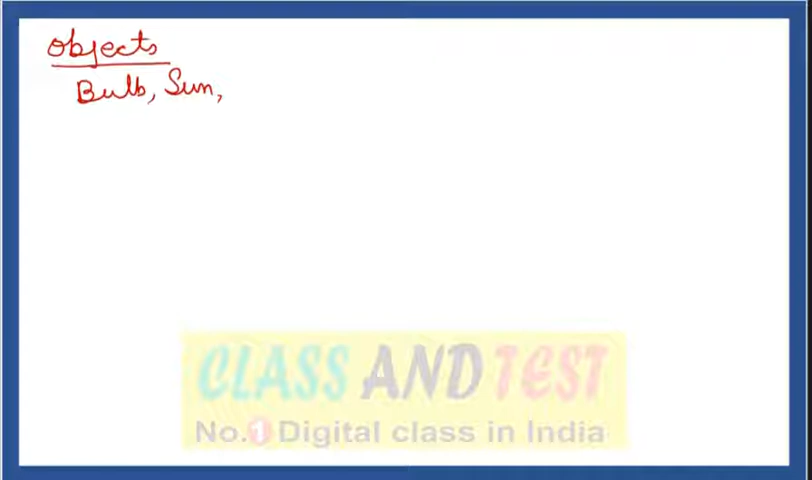 Objects
Bulb, Sun,
CLASS AND TEST
No.1 Digital class in India